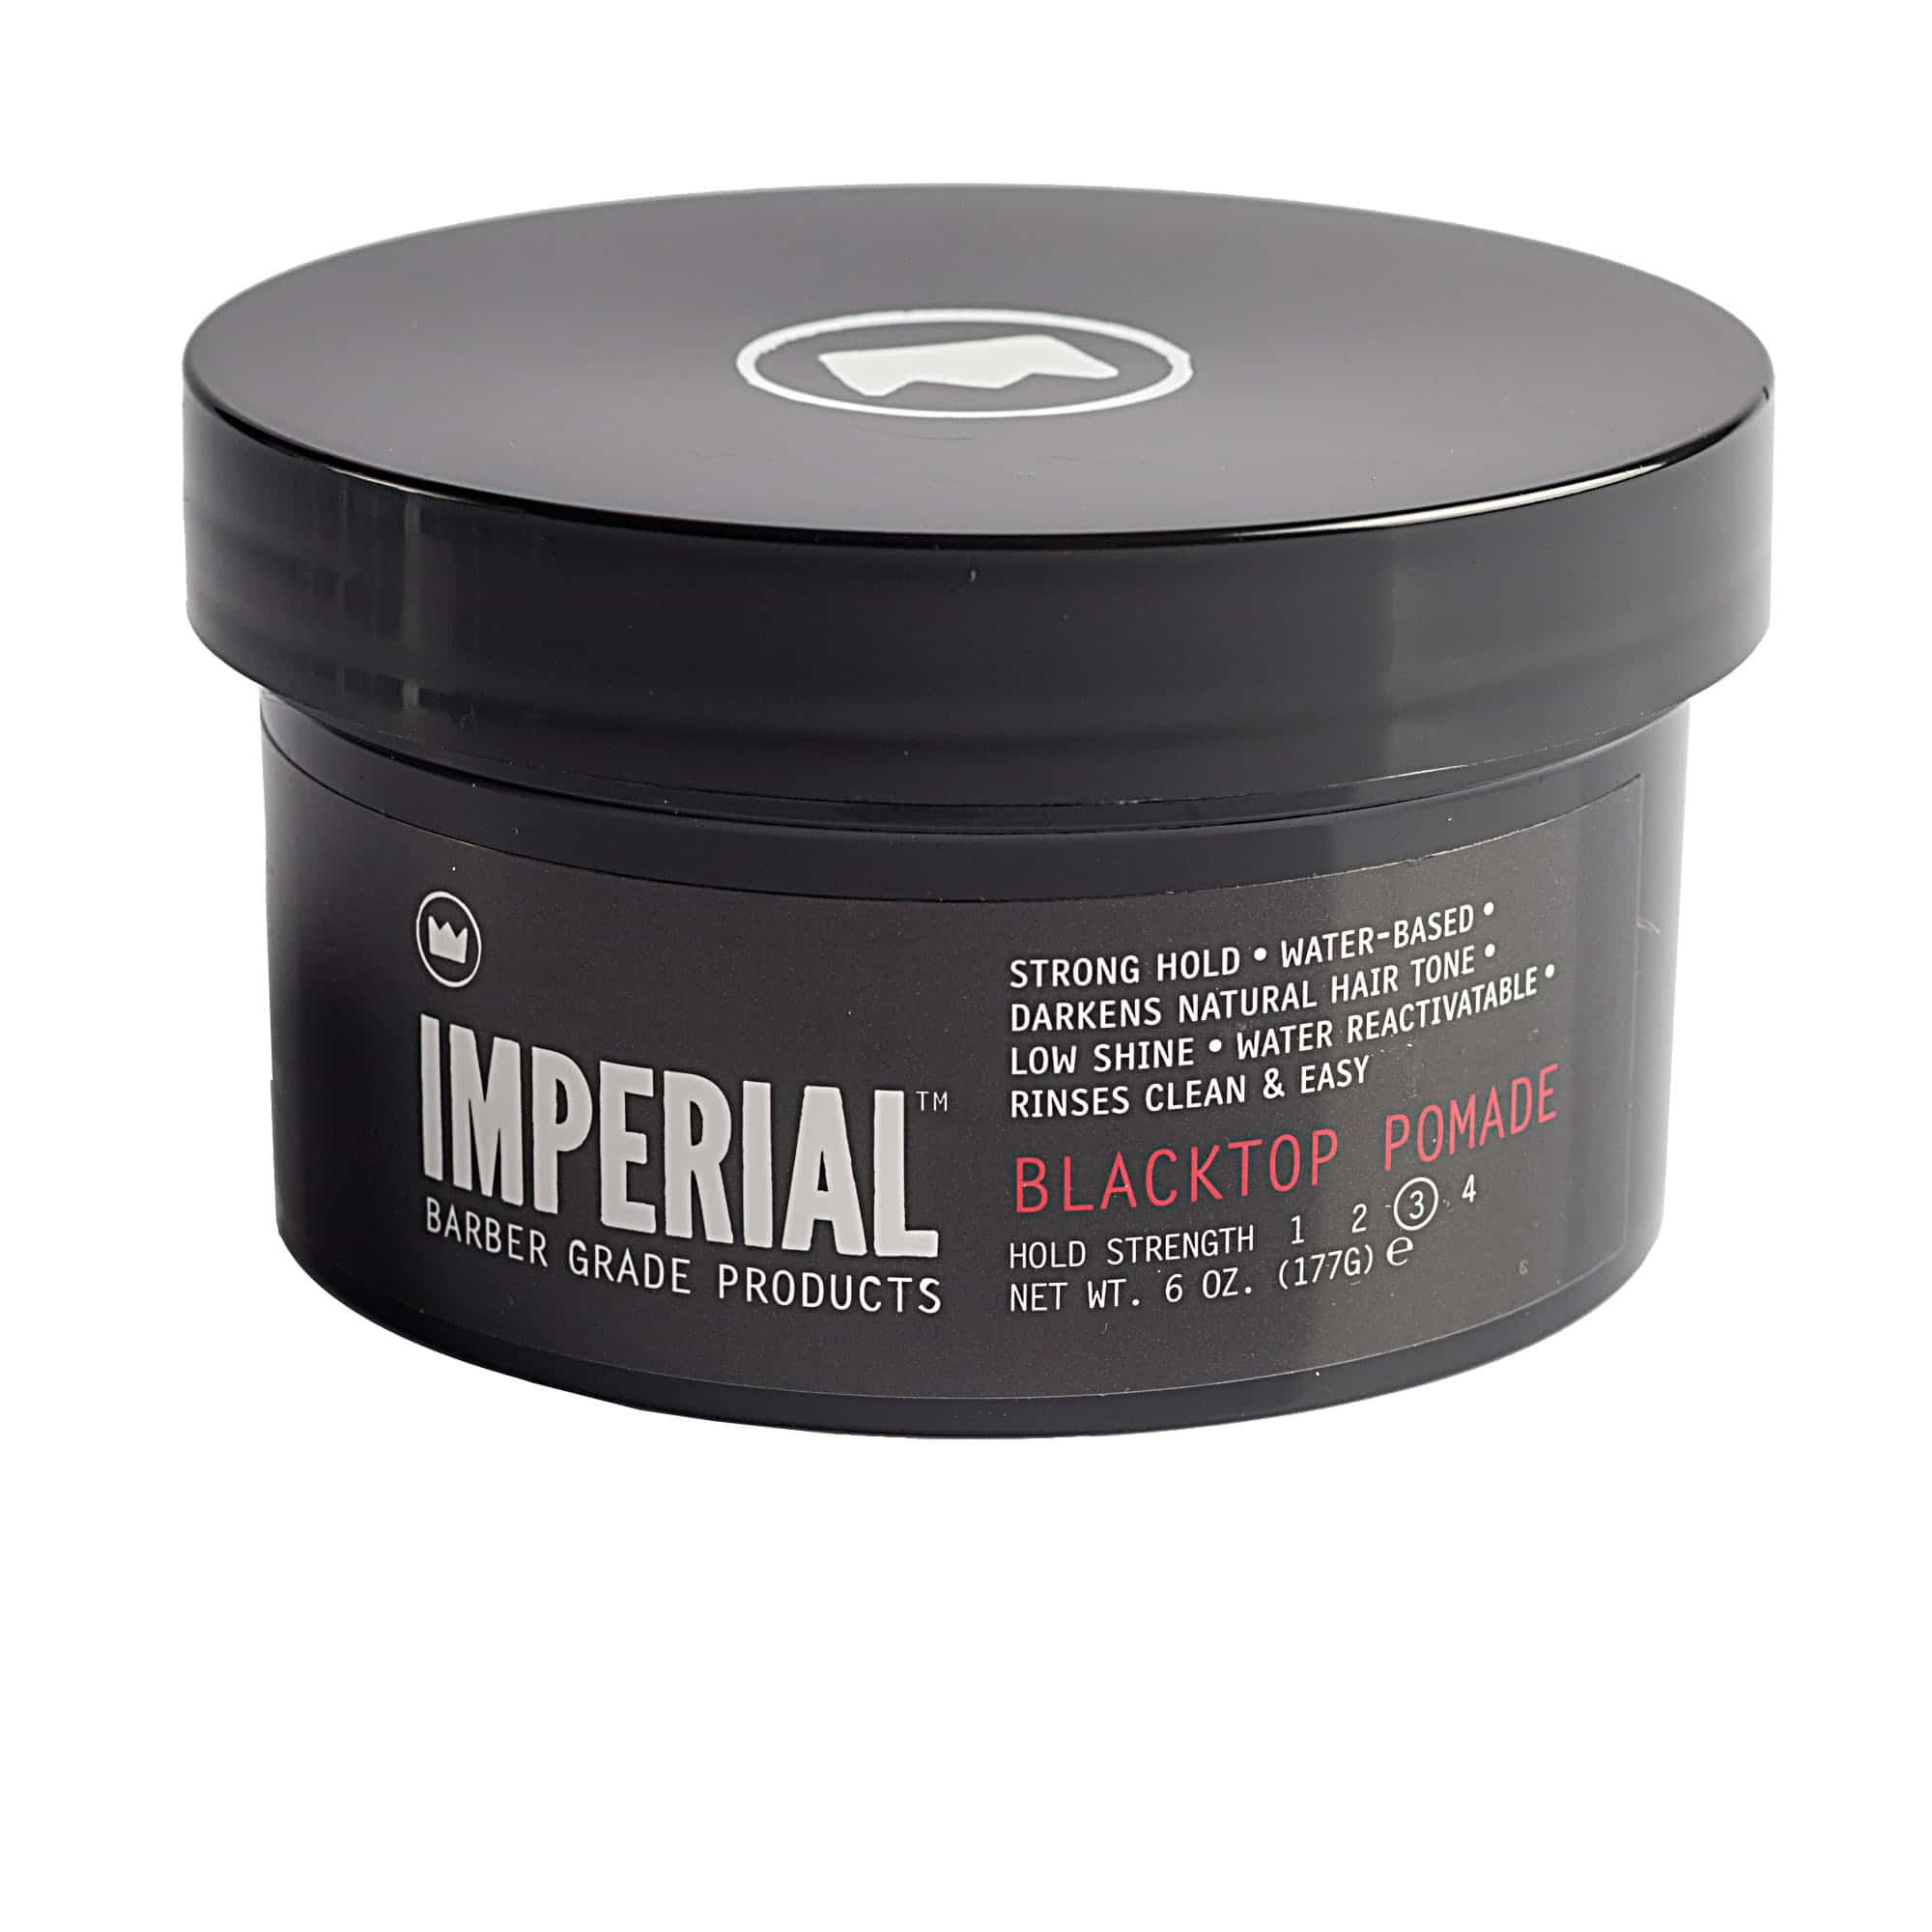 IMPERIAL™
BARBER GRADE PRODUCTS
STRONG HOLD • WATER-BASED •
DARKENS NATURAL HAIR TONE •
LOW SHINE • WATER REACTIVATABLE •
RINSES CLEAN & EASY
BLACKTOP POMADE
HOLD STRENGTH 1 2 3 4
NET WT. 6 OZ. (177G) ℮